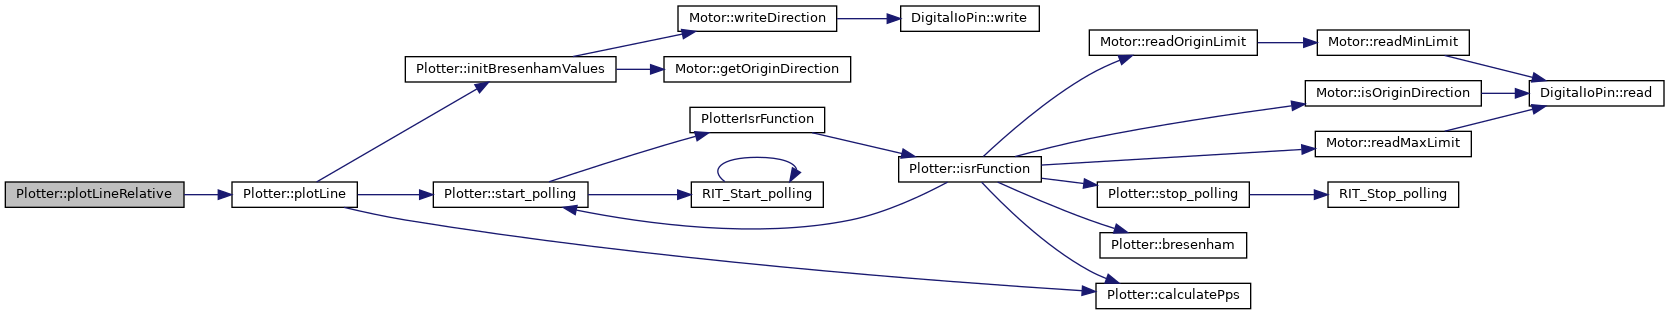 Plotter::plotLineRelative
Plotter::plotLine
Plotter::initBresenhamValues
Motor::writeDirection
DigitalIoPin::write
Motor::getOriginDirection
Plotter::start_polling
PlotterIsrFunction
RIT_Start_polling
Plotter::isrFunction
Motor::readOriginLimit
Motor::readMinLimit
Motor::isOriginDirection
DigitalIoPin::read
Motor::readMaxLimit
Plotter::stop_polling
RIT_Stop_polling
Plotter::bresenham
Plotter::calculatePps